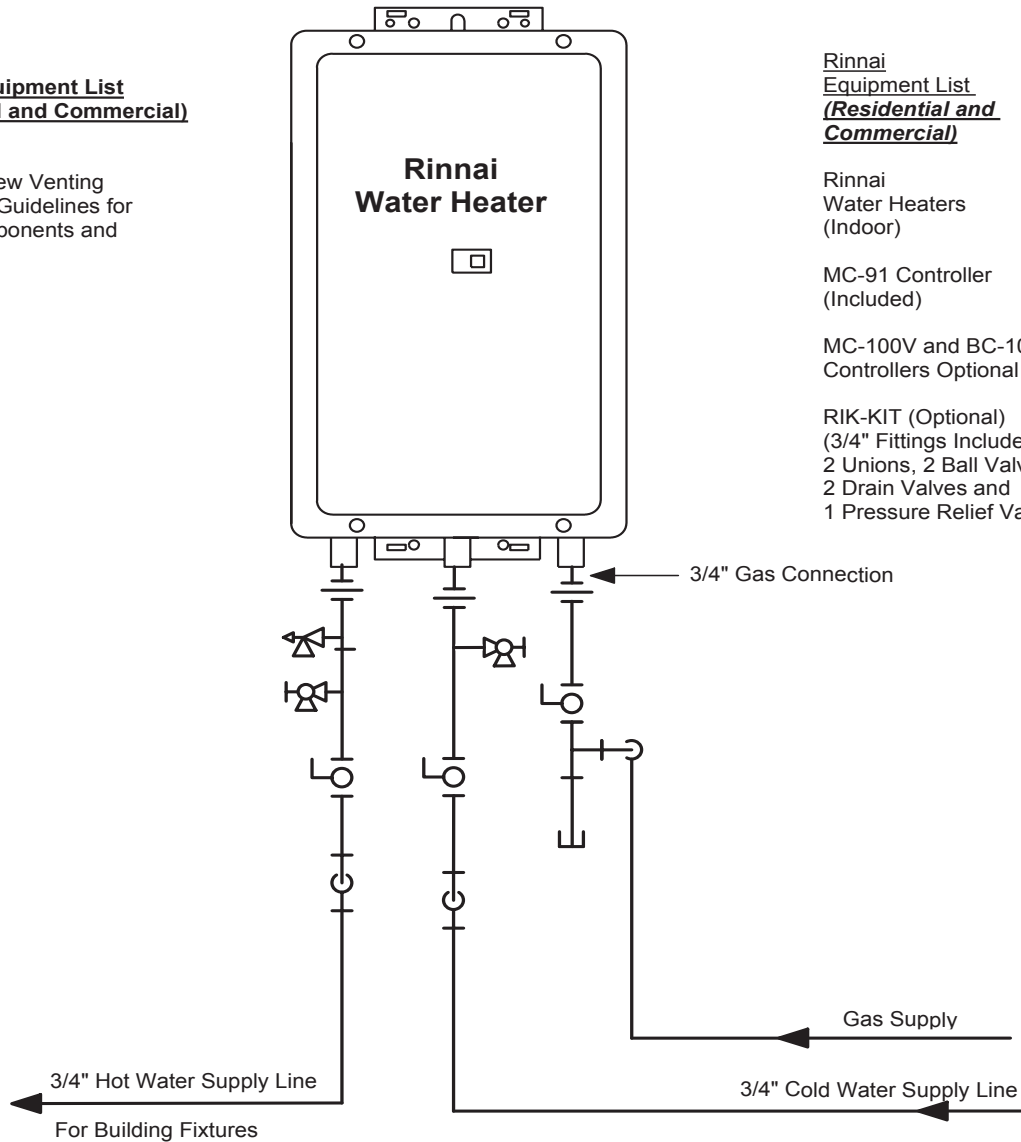 uipment List
and Commercial)
ew Venting
Guidelines for
ponents and
Rinnai
Water Heater
Rinnai
Equipment List
(Residential and
Commercial)
Rinnai
Water Heaters
(Indoor)
MC-91 Controller
(Included)
MC-100V and BC-10
Controllers Optional
RIK-KIT (Optional)
(3/4" Fittings Include
2 Unions, 2 Ball Valv
2 Drain Valves and
1 Pressure Relief Va
3/4" Gas Connection
Gas Supply
3/4" Hot Water Supply Line
3/4" Cold Water Supply Line
For Building Fixtures